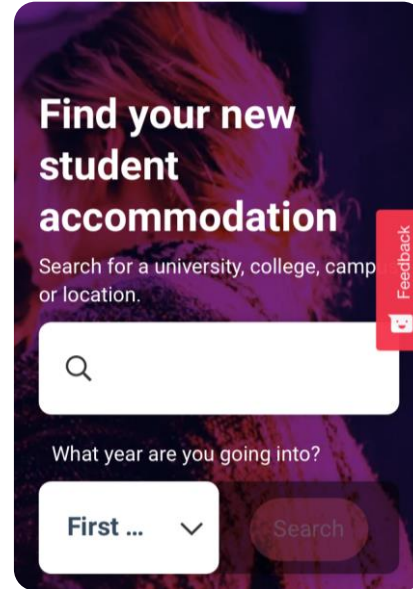 Find your new
student
accommodation
Search for a university, college, campus
or location.
Feedback
What year are you going into?
First ...
Search